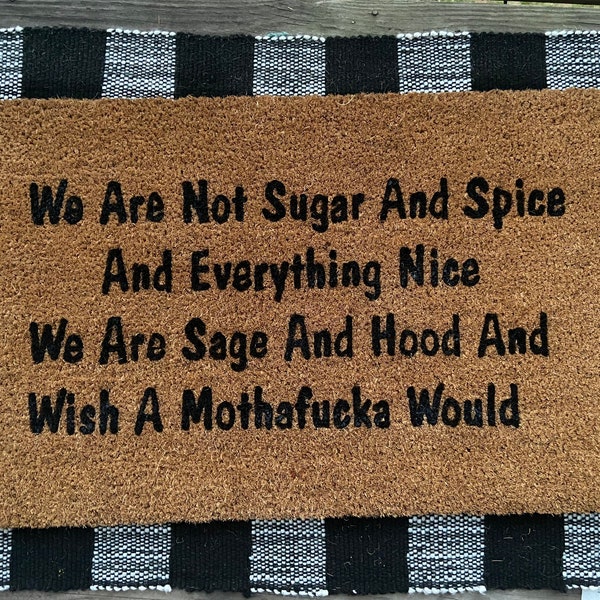 We Are Not Sugar And Spice
And Everything Nice
We Are Sage And Hood And
Wish A Mothafucka Would